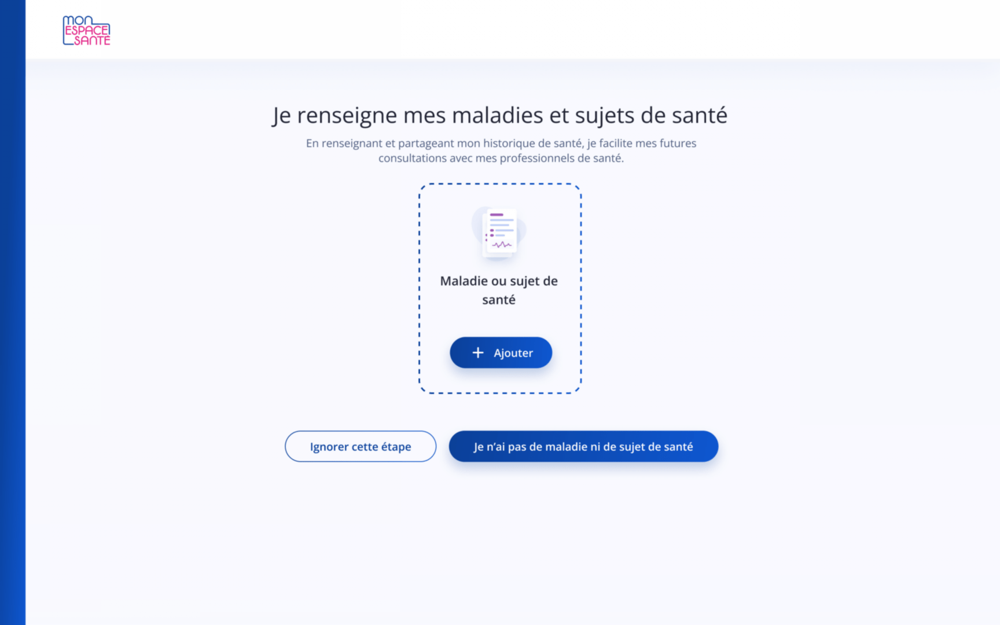 mon
ESPACE
SANTÉ
Je renseigne mes maladies et sujets de santé
En renseignant et partageant mon historique de santé, je facilite mes futures
consultations avec mes professionnels de santé.
Maladie ou sujet de
santé
Ajouter
Ignorer cette étape
Je n’ai pas de maladie ni de sujet de santé